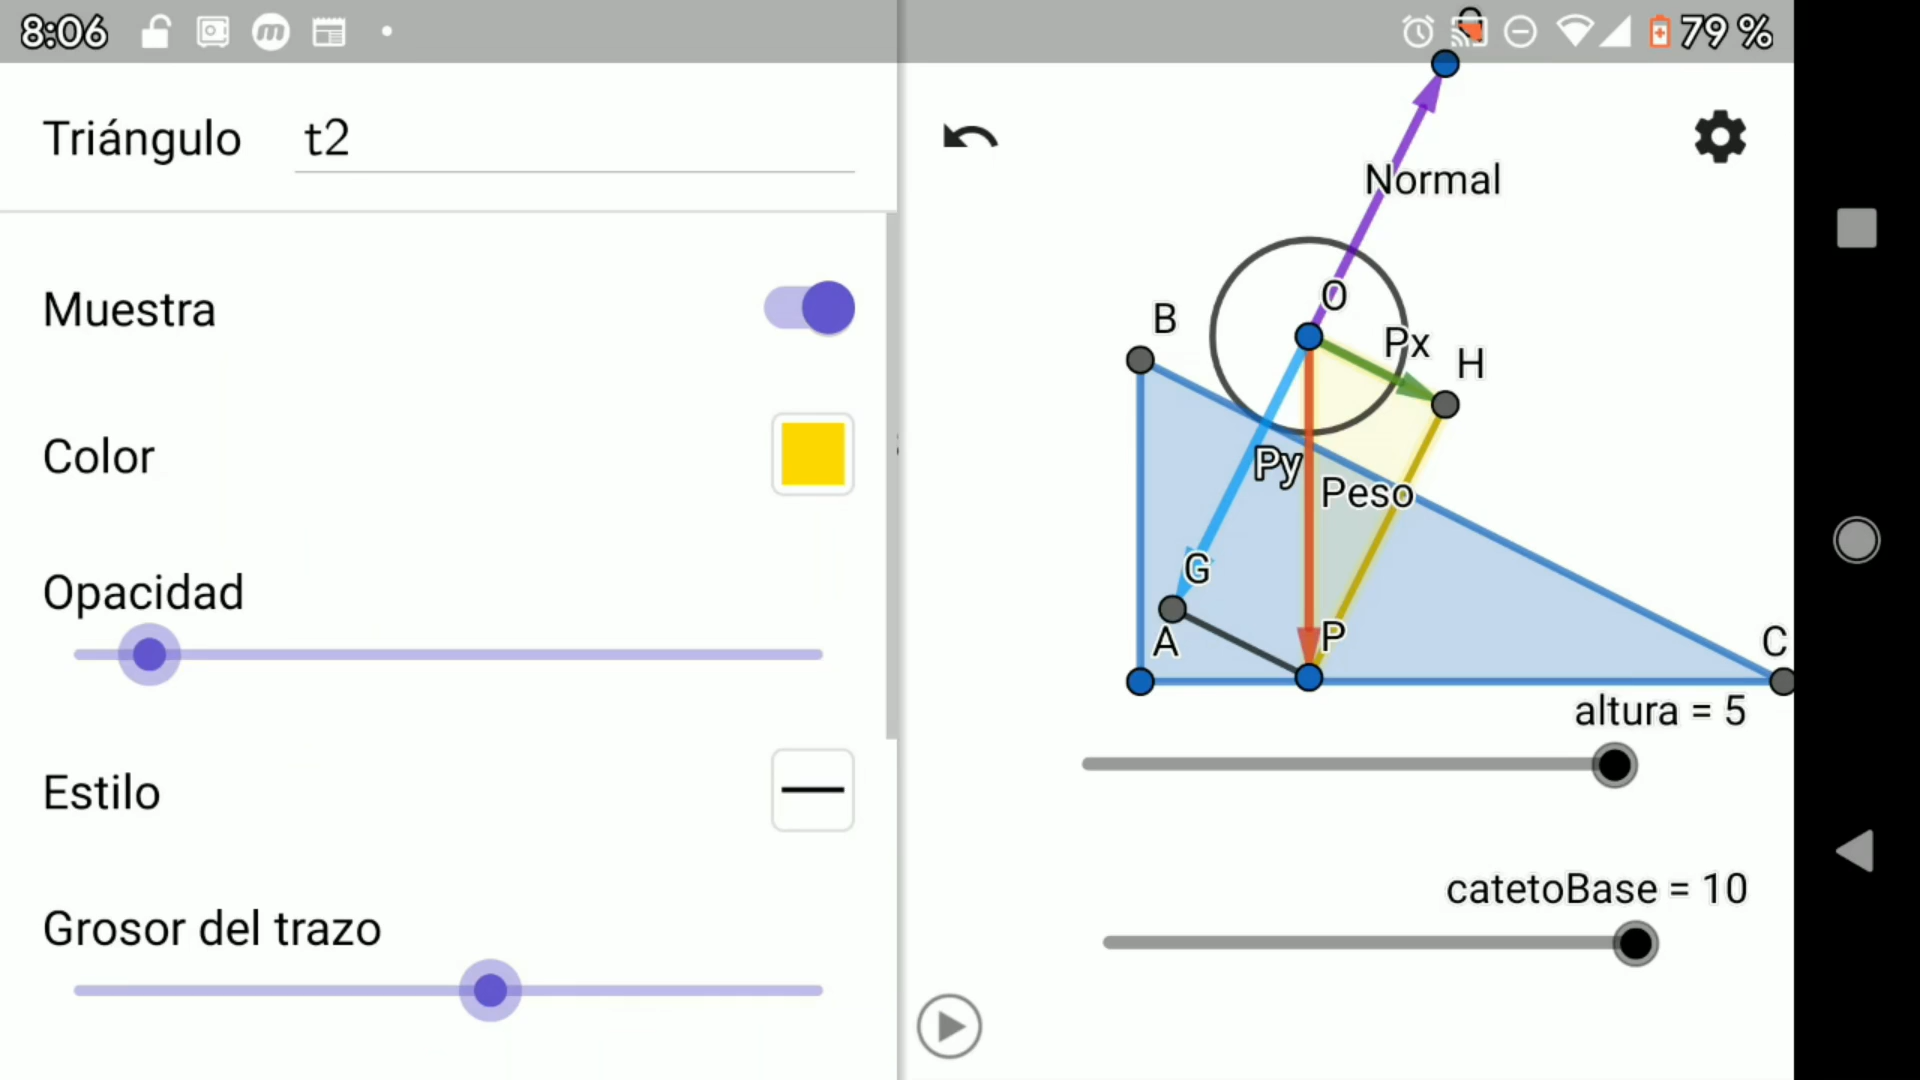 8:06
79 %
Triángulo t2
Muestra
Color
Opacidad
Estilo
Grosor del trazo
Normal
O
B
Px
H
Py
Peso
G
P
A
C
altura = 5
catetoBase = 10